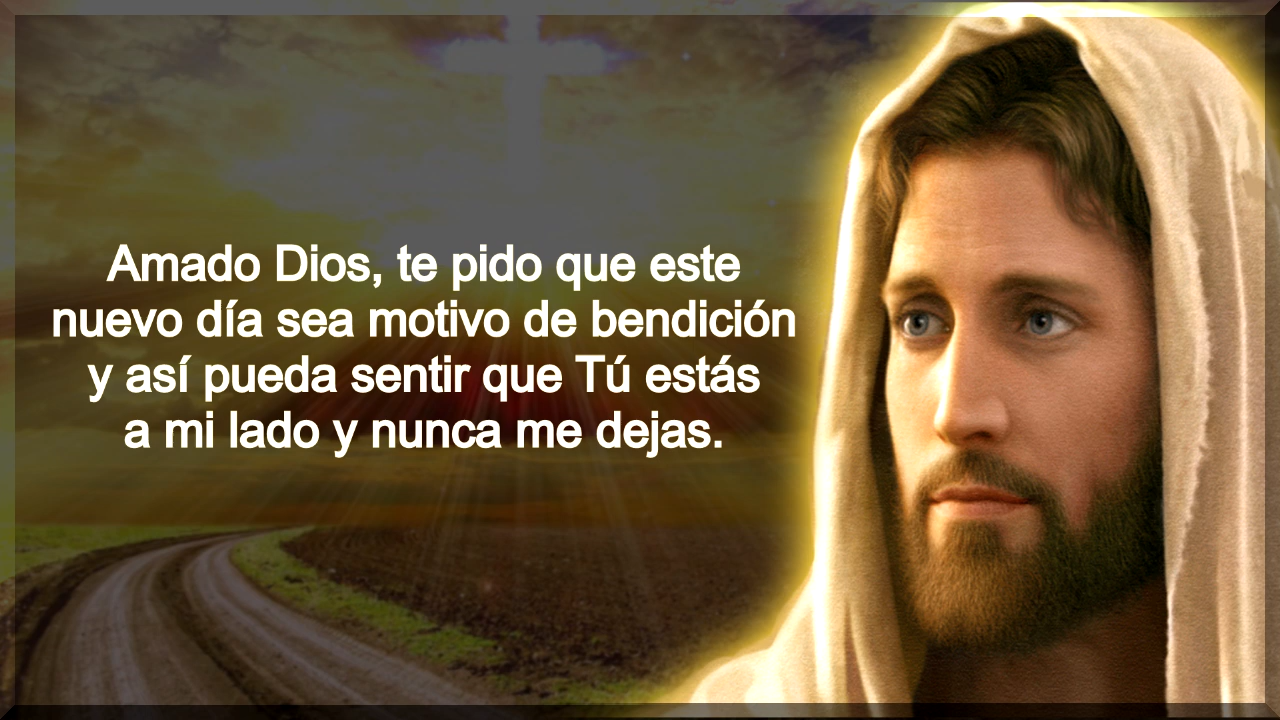 Amado Dios, te pido que este
nuevo día sea motivo de bendición
y así pueda sentir que Tú estás
a mi lado y nunca me dejas.